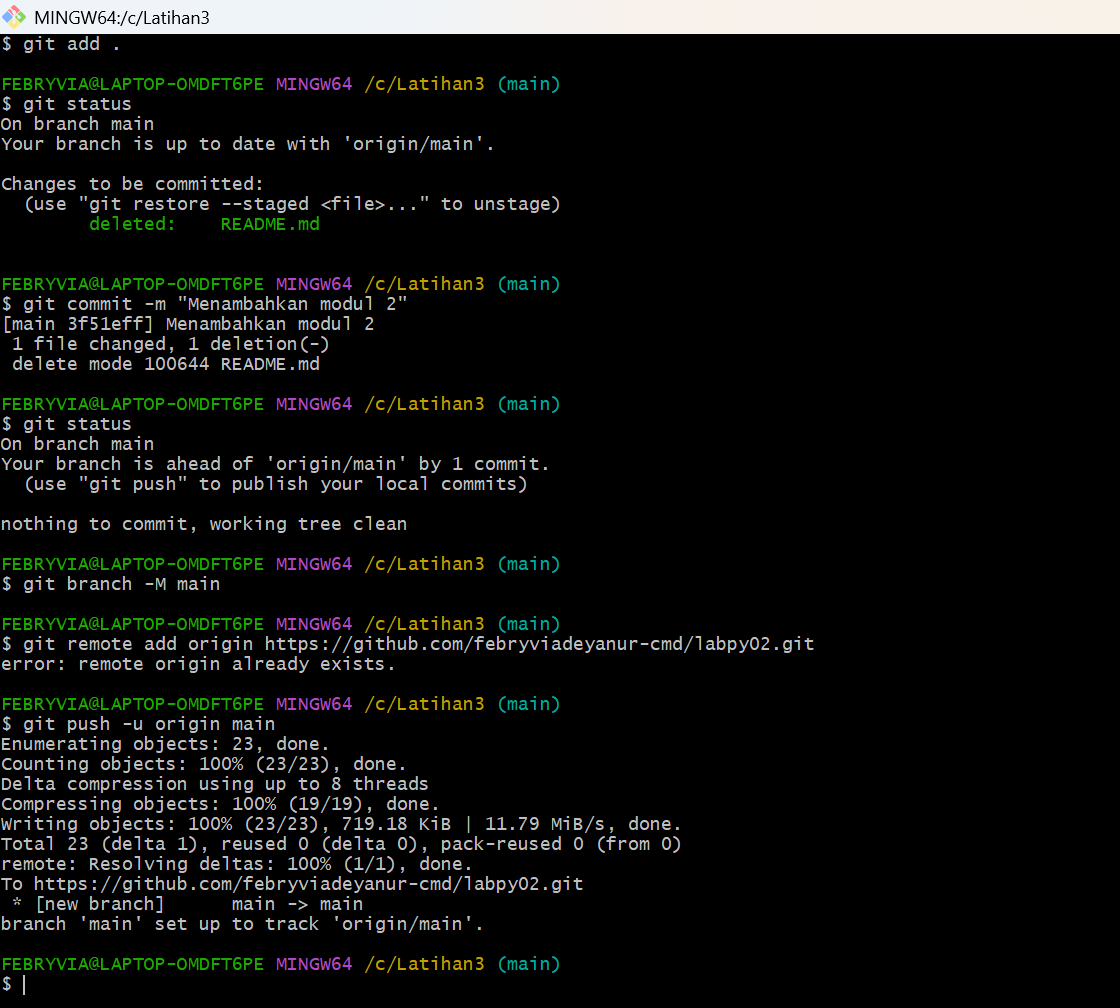 MINGW64:/c/Latihan3
$ git add .
FEBRYVIA@LAPTOP-OMDFT6PE MINGW64 /c/Latihan3 (main)
$ git status
On branch main
Your branch is up to date with 'origin/main'.
Changes to be committed:
  (use "git restore --staged <file>..." to unstage)
        deleted:    README.md
FEBRYVIA@LAPTOP-OMDFT6PE MINGW64 /c/Latihan3 (main)
$ git commit -m "Menambahkan modul 2"
[main 3f51eff] Menambahkan modul 2
 1 file changed, 1 deletion(-)
 delete mode 100644 README.md
FEBRYVIA@LAPTOP-OMDFT6PE MINGW64 /c/Latihan3 (main)
$ git status
On branch main
Your branch is ahead of 'origin/main' by 1 commit.
  (use "git push" to publish your local commits)
nothing to commit, working tree clean
FEBRYVIA@LAPTOP-OMDFT6PE MINGW64 /c/Latihan3 (main)
$ git branch -M main
FEBRYVIA@LAPTOP-OMDFT6PE MINGW64 /c/Latihan3 (main)
$ git remote add origin https://github.com/febryviadeyanur-cmd/labpy02.git
error: remote origin already exists.
FEBRYVIA@LAPTOP-OMDFT6PE MINGW64 /c/Latihan3 (main)
$ git push -u origin main
Enumerating objects: 23, done.
Counting objects: 100% (23/23), done.
Delta compression using up to 8 threads
Compressing objects: 100% (19/19), done.
Writing objects: 100% (23/23), 719.18 KiB | 11.79 MiB/s, done.
Total 23 (delta 1), reused 0 (delta 0), pack-reused 0 (from 0)
remote: Resolving deltas: 100% (1/1), done.
To https://github.com/febryviadeyanur-cmd/labpy02.git
 * [new branch]      main -> main
branch 'main' set up to track 'origin/main'.
FEBRYVIA@LAPTOP-OMDFT6PE MINGW64 /c/Latihan3 (main)
$